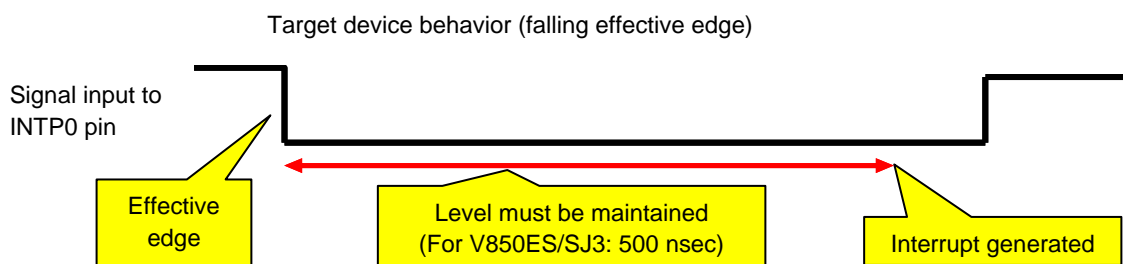 Target device behavior (falling effective edge)
Signal input to
INTP0 pin
Effective
edge
Level must be maintained
(For V850ES/SJ3: 500 nsec)
Interrupt generated